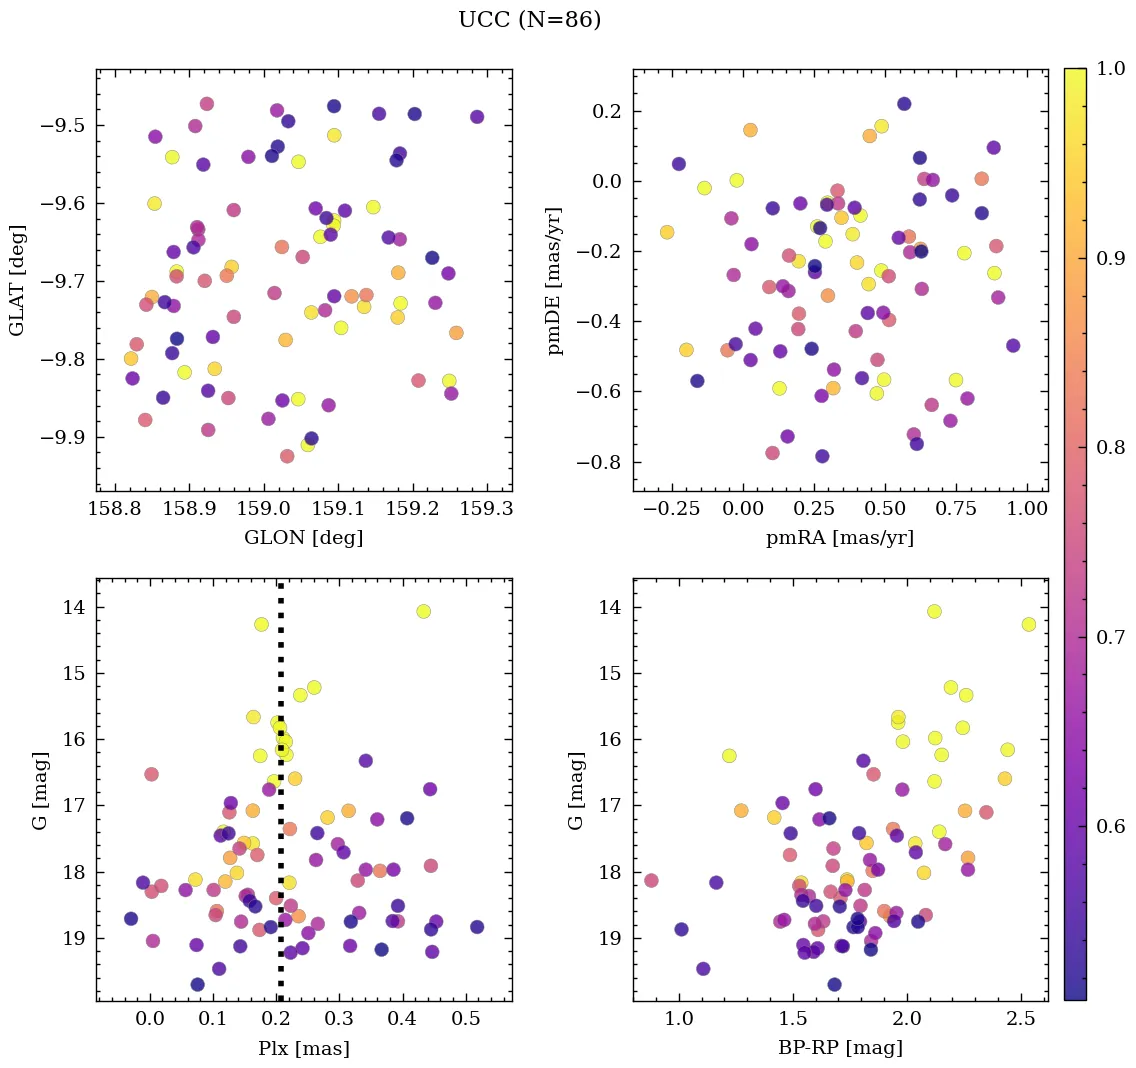 UCC (N=86)
−9.5
−9.6
−9.7
−9.8
−9.9
GLAT [deg]
158.8 158.9 159.0 159.1 159.2 159.3
GLON [deg]
0.2
0.0
−0.2
−0.4
−0.6
−0.8
pmDE [mas/yr]
−0.25 0.00 0.25 0.50 0.75 1.00
pmRA [mas/yr]
1.0
0.9
0.8
0.7
0.6
14
15
16
17
18
19
G [mag]
0.0 0.1 0.2 0.3 0.4 0.5
Plx [mas]
14
15
16
17
18
19
G [mag]
1.0 1.5 2.0 2.5
BP-RP [mag]